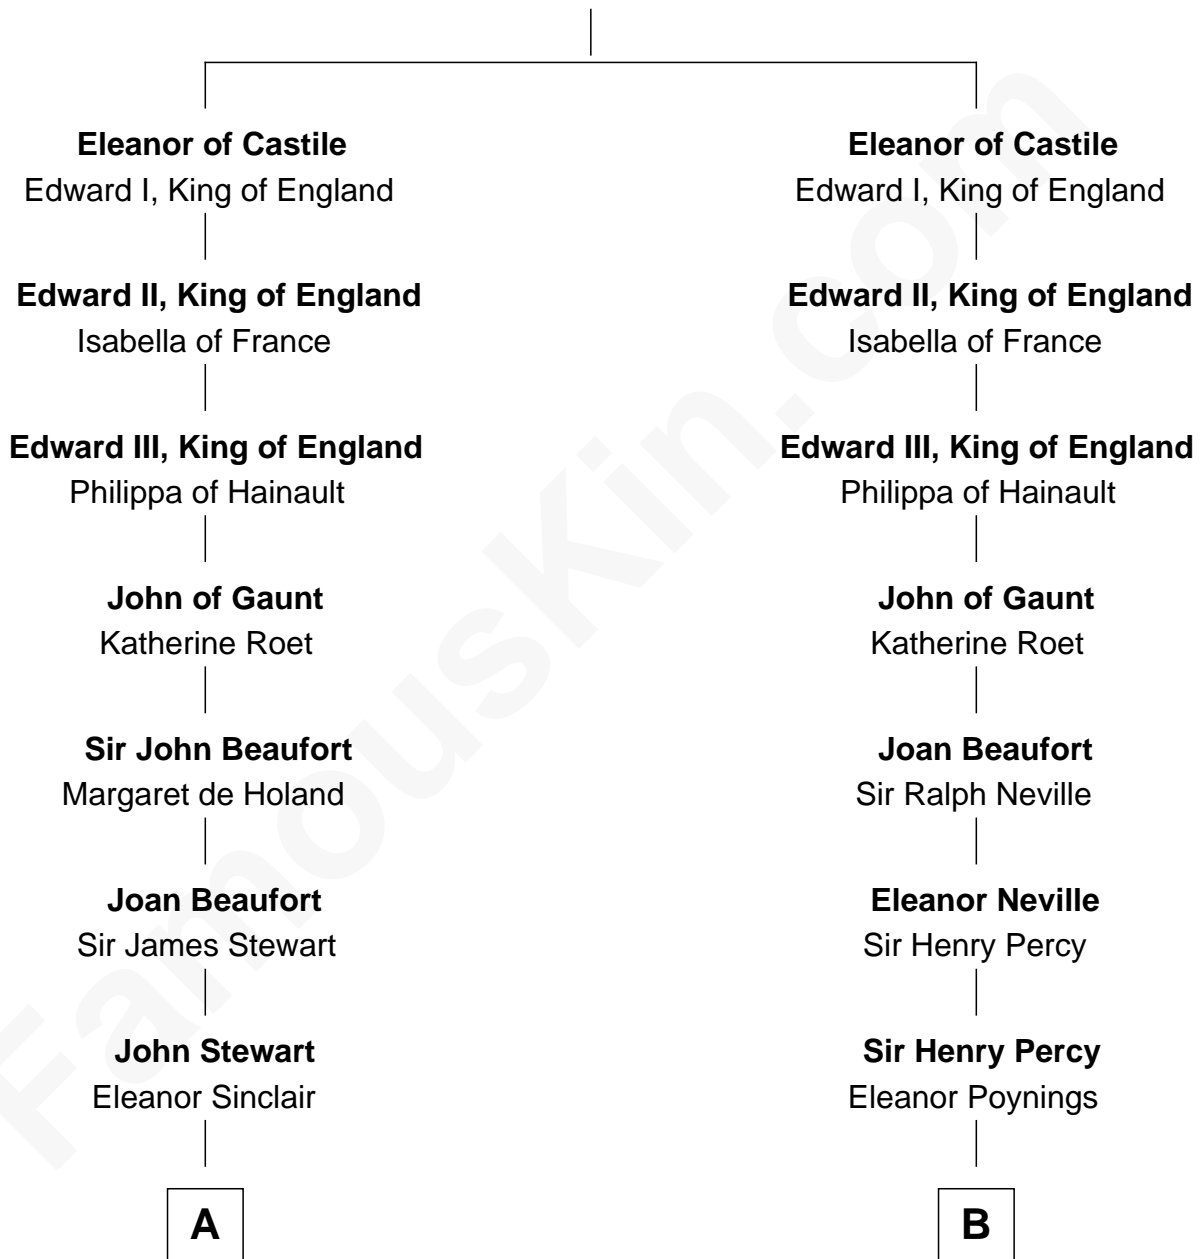 Eleanor of Castile
Edward I, King of England
Edward II, King of England
Isabella of France
Edward III, King of England
Philippa of Hainault
John of Gaunt
Katherine Roet
Sir John Beaufort
Margaret de Holand
Joan Beaufort
Sir James Stewart
John Stewart
Eleanor Sinclair
A
Eleanor of Castile
Edward I, King of England
Edward II, King of England
Isabella of France
Edward III, King of England
Philippa of Hainault
John of Gaunt
Katherine Roet
Joan Beaufort
Sir Ralph Neville
Eleanor Neville
Sir Henry Percy
Sir Henry Percy
Eleanor Poynings
B
FamousKin.com